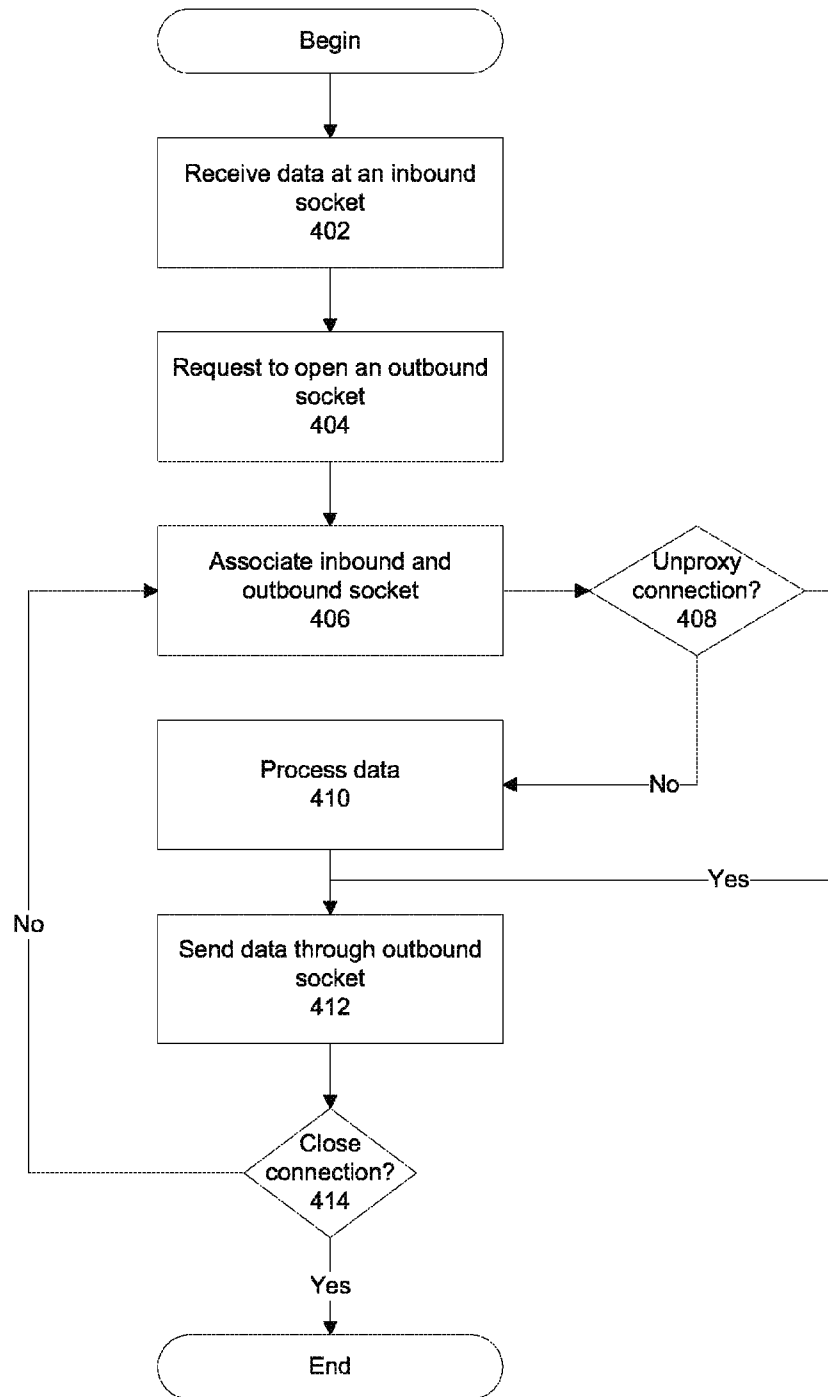 Begin
Receive data at an inbound
socket
402
Request to open an outbound
socket
404
Associate inbound and
outbound socket
406
Unproxy
connection?
408
Process data
410
No
Yes
No
Send data through outbound
socket
412
Close
connection?
414
Yes
End